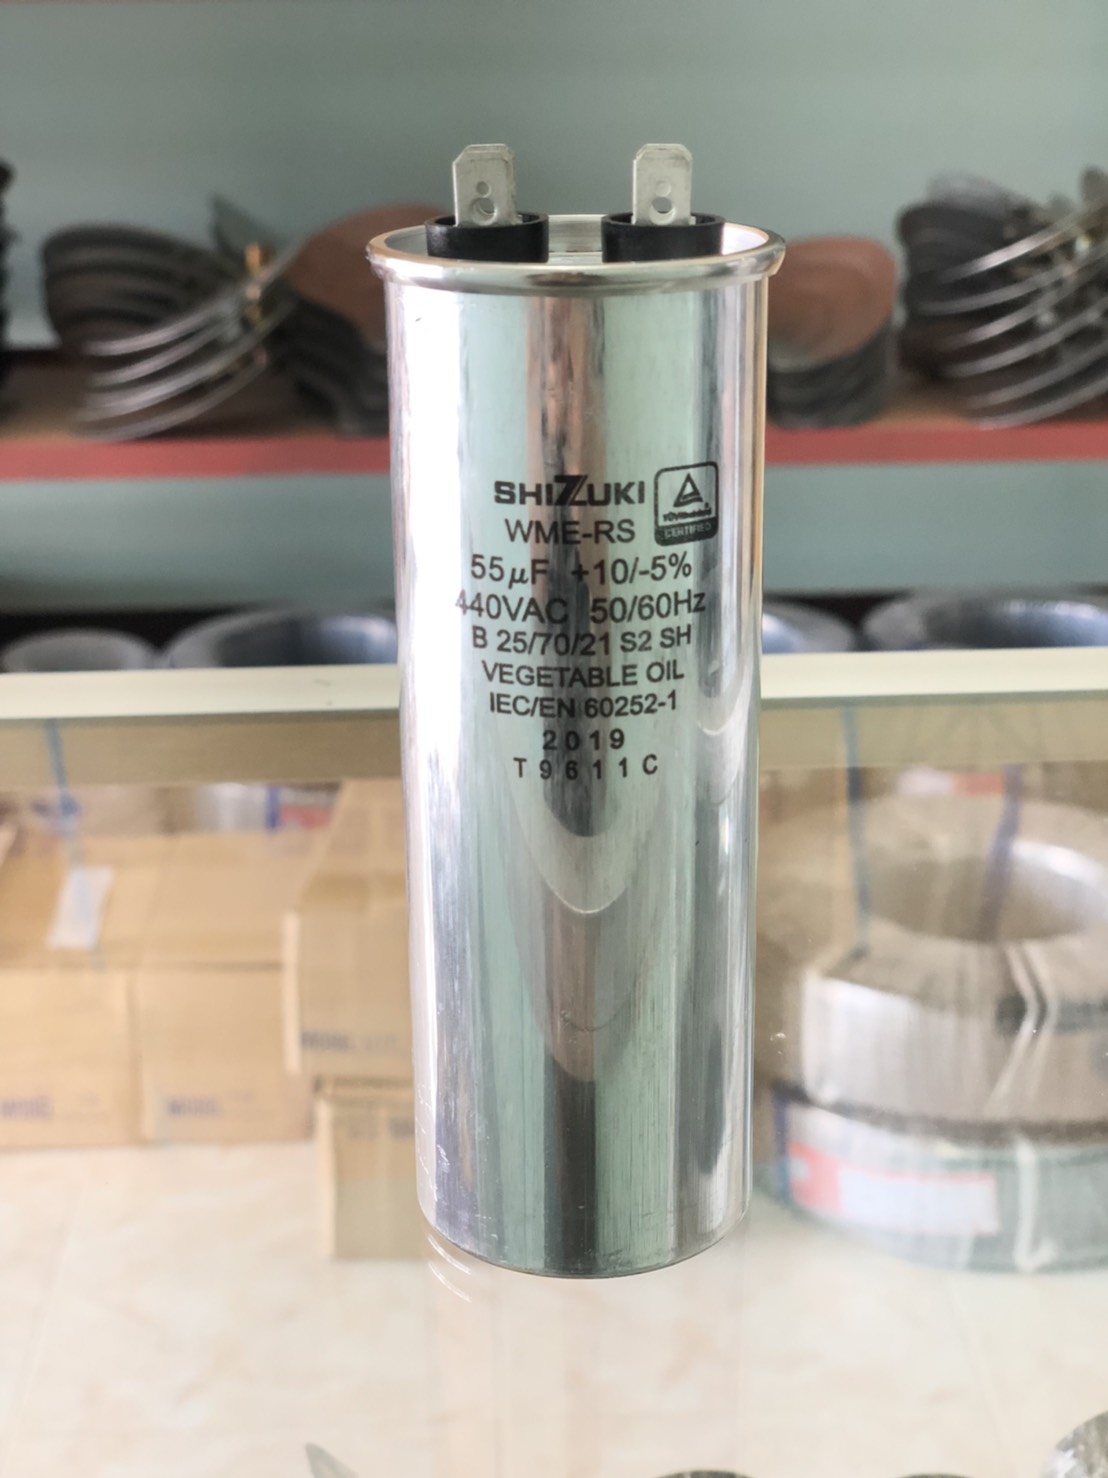 SHIZUKI
WME-RS
CERTIFIED
55µF +10/-5%
440VAC 50/60Hz
B 25/70/21 S2 SH
VEGETABLE OIL
IEC/EN 60252-1
2019
T9611C